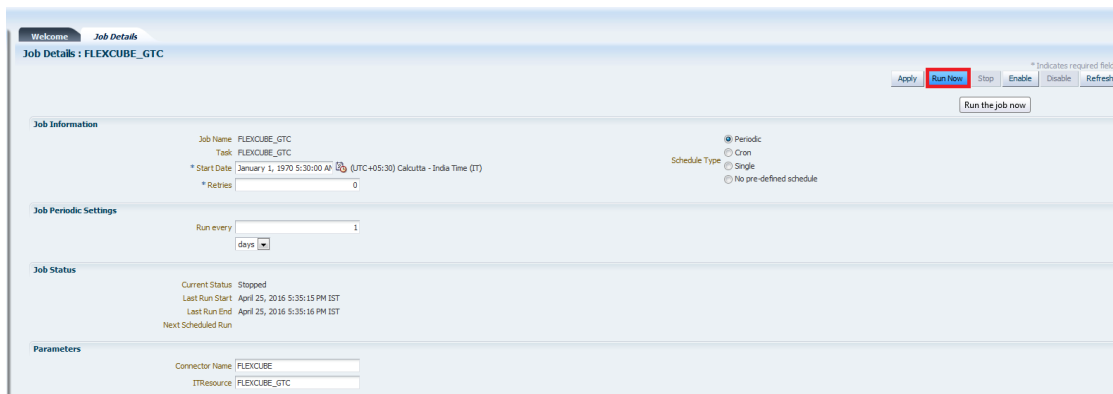 Welcome Job Details
Job Details : FLEXCUBE_GTC
* Indicates required field
Apply Run Now Stop Enable Disable Refresh
Run the job now
Job Information
Job Name FLEXCUBE_GTC
Task FLEXCUBE_GTC
* Start Date January 1, 1970 5:30:00 AM (UTC+05:30) Calcutta - India Time (IT)
* Retries 0
Schedule Type
Periodic
Cron
Single
No pre-defined schedule
Job Periodic Settings
Run every 1
days
Job Status
Current Status Stopped
Last Run Start April 25, 2016 5:35:15 PM IST
Last Run End April 25, 2016 5:35:16 PM IST
Next Scheduled Run
Parameters
Connector Name FLEXCUBE
ITResource FLEXCUBE_GTC